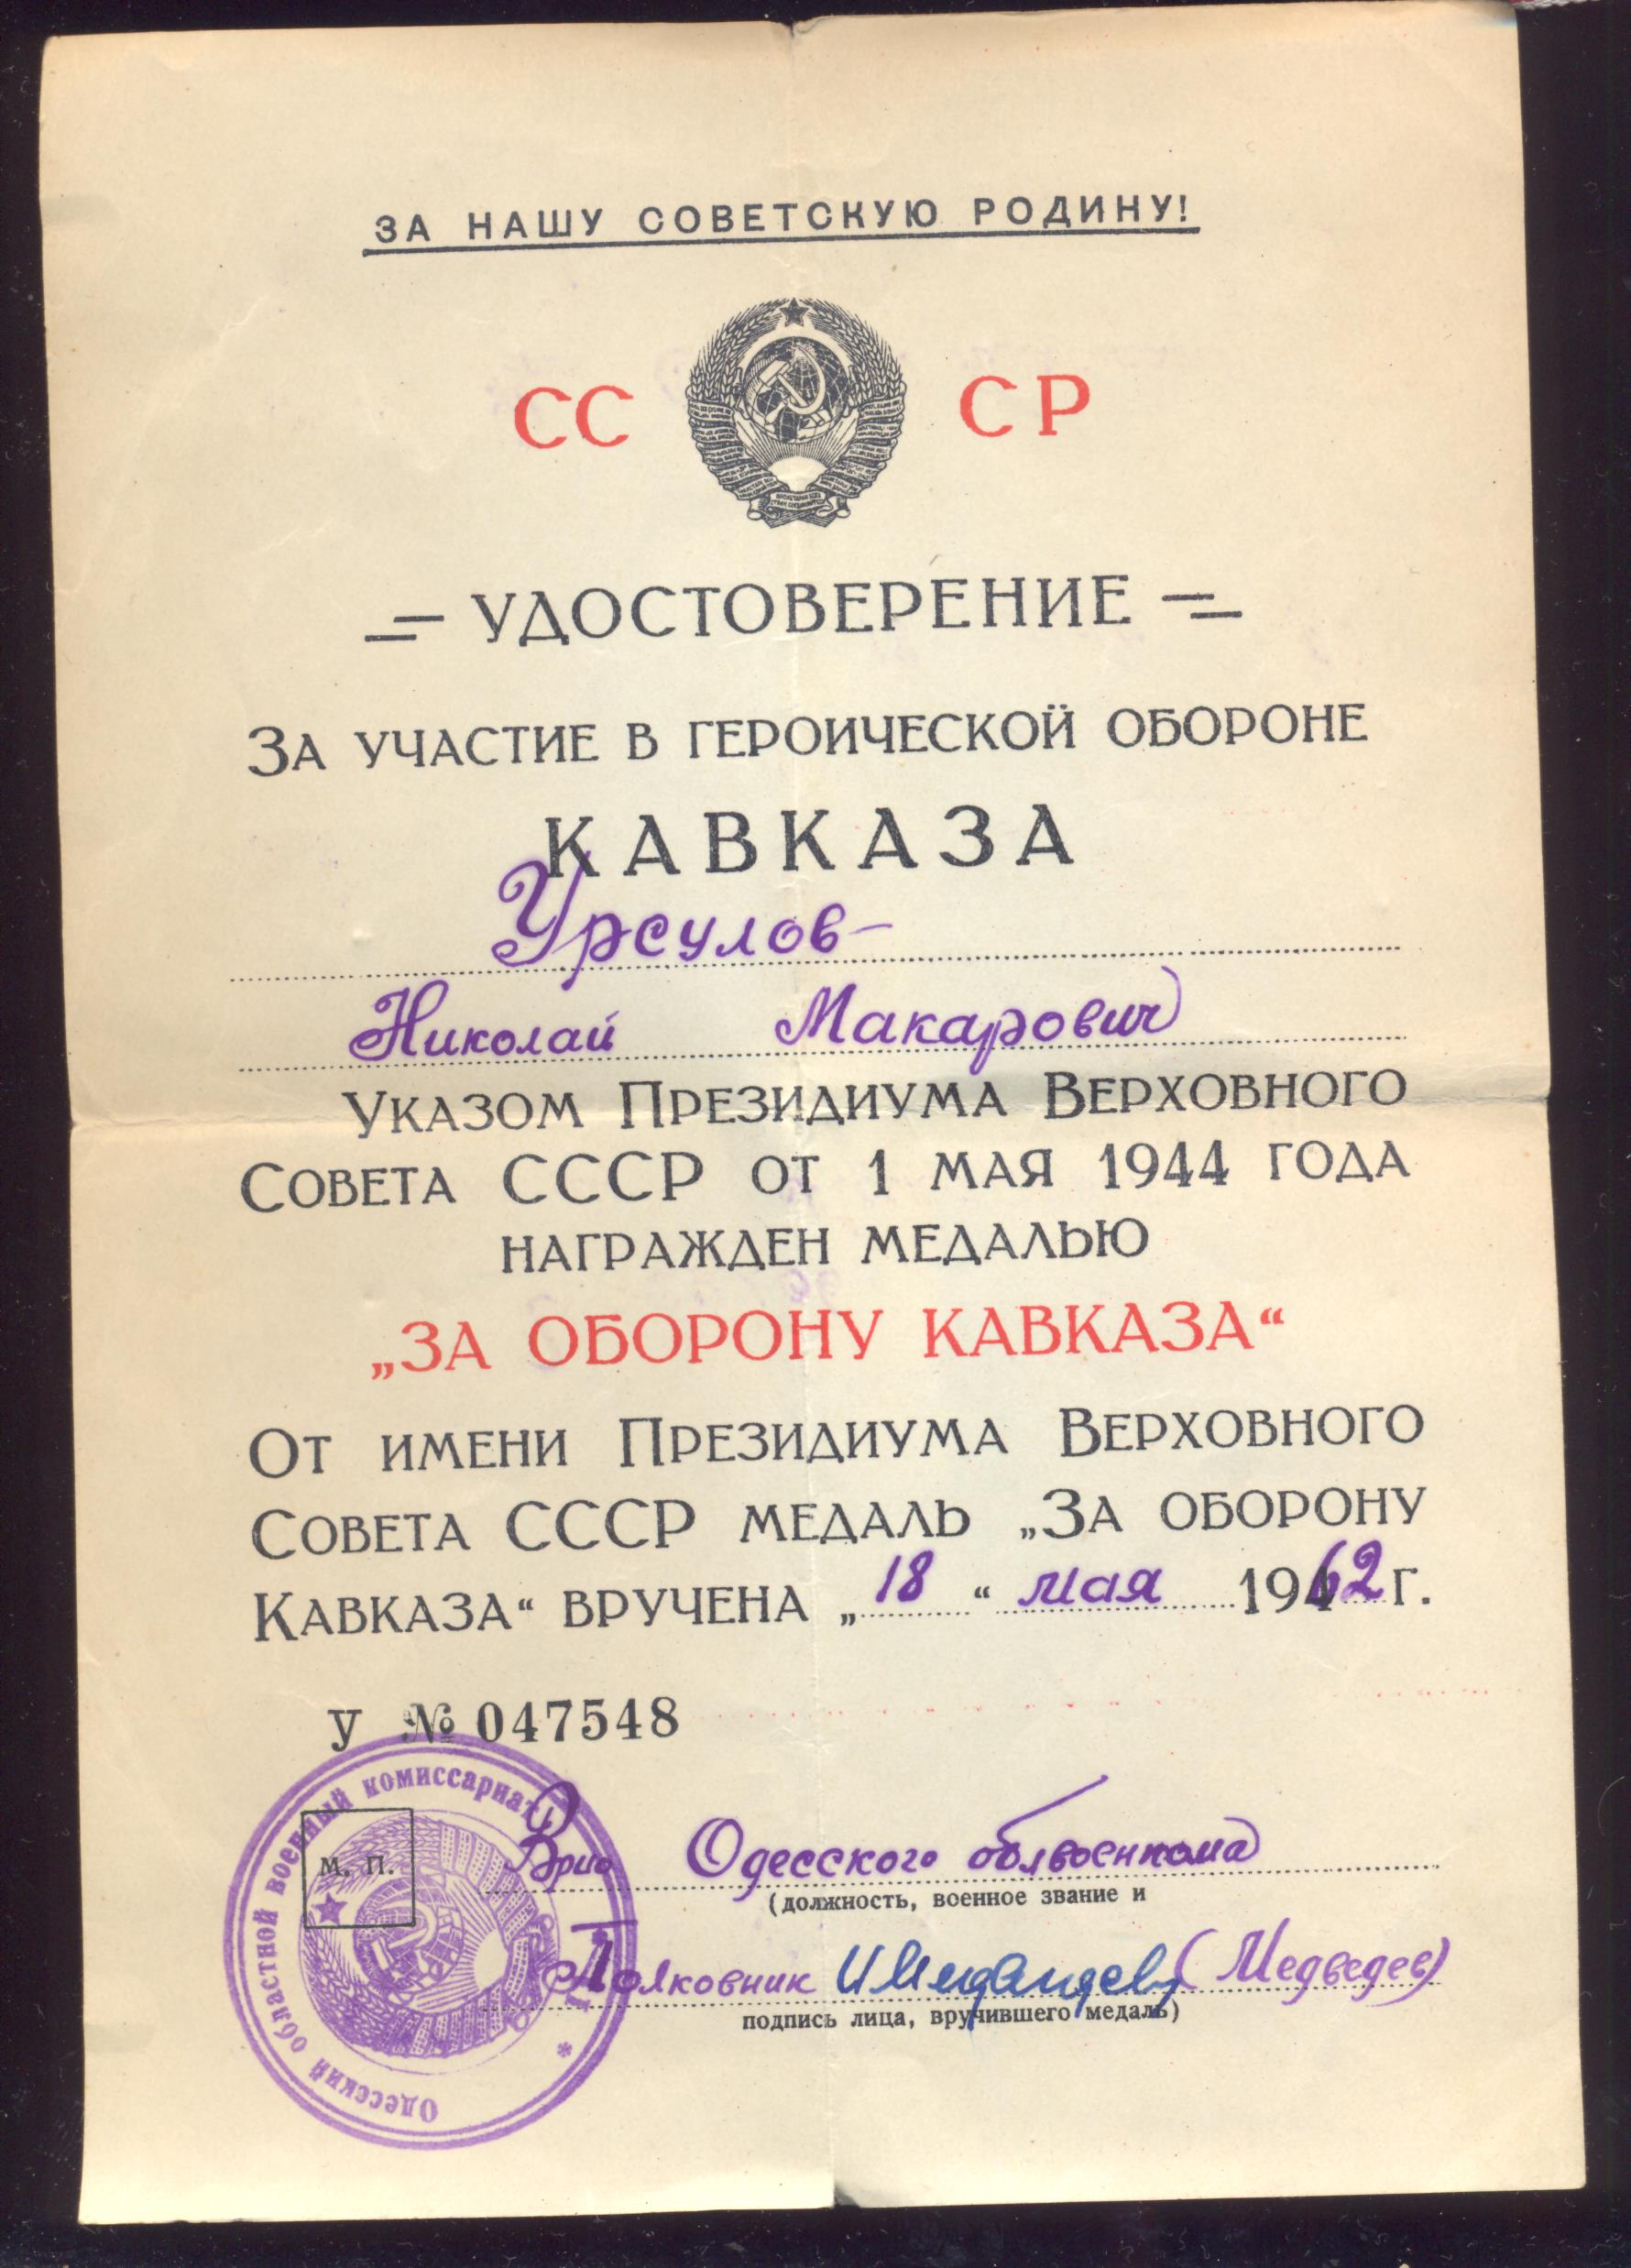 ЗА НАШУ СОВЕТСКУЮ РОДИНУ!
СС СР
УДОСТОВЕРЕНИЕ
ЗА УЧАСТИЕ В ГЕРОИЧЕСКОЙ ОБОРОНЕ
КАВКАЗА
Урсулов
Николай Макарович
УКАЗОМ ПРЕЗИДИУМА ВЕРХОВНОГО
СОВЕТА СССР ОТ 1 МАЯ 1944 ГОДА
НАГРАЖДЕН МЕДАЛЬЮ
„ЗА ОБОРОНУ КАВКАЗА“
ОТ ИМЕНИ ПРЕЗИДИУМА ВЕРХОВНОГО
СОВЕТА СССР МЕДАЛЬ „ЗА ОБОРОНУ
КАВКАЗА“ ВРУЧЕНА „18“ мая 1962 Г.
У № 047548
Одесский областной военный комиссариат
М. П.
Врио Одесского облвоенкома
(должность, военное звание и
Полковник (Медведев)
подпись лица, вручившего медаль)